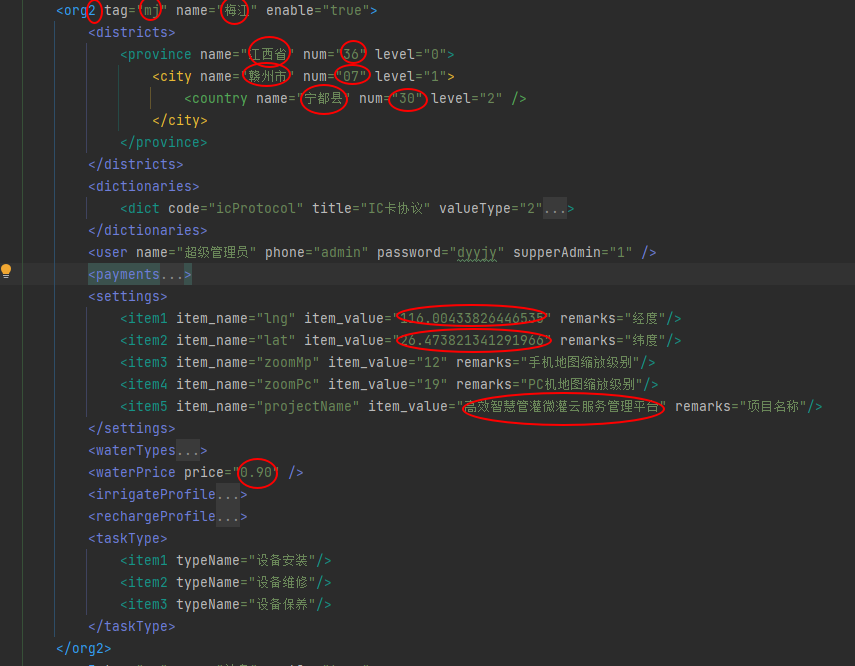 <org2 tag="mj" name="梅江" enable="true">
<districts>
<province name="江西省" num="36" level="0">
<city name="赣州市" num="07" level="1">
<country name="宁都县" num="30" level="2" />
</city>
</province>
</districts>
<dictionaries>
<dict code="icProtocol" title="IC卡协议" valueType="2"...>
</dictionaries>
<user name="超级管理员" phone="admin" password="dyyjy" supperAdmin="1" />
<payments...>
<settings>
<item1 item_name="lng" item_value="116.00433826446535" remarks="经度"/>
<item2 item_name="lat" item_value="26.473821341291966" remarks="纬度"/>
<item3 item_name="zoomMp" item_value="12" remarks="手机地图缩放级别"/>
<item4 item_name="zoomPc" item_value="19" remarks="PC机地图缩放级别"/>
<item5 item_name="projectName" item_value="高效智慧管灌微灌云服务管理平台" remarks="项目名称"/>
</settings>
<waterTypes...>
<waterPrice price="0.90" />
<irrigateProfile...>
<rechargeProfile...>
<taskType>
<item1 typeName="设备安装"/>
<item2 typeName="设备维修"/>
<item3 typeName="设备保养"/>
</taskType>
</org2>